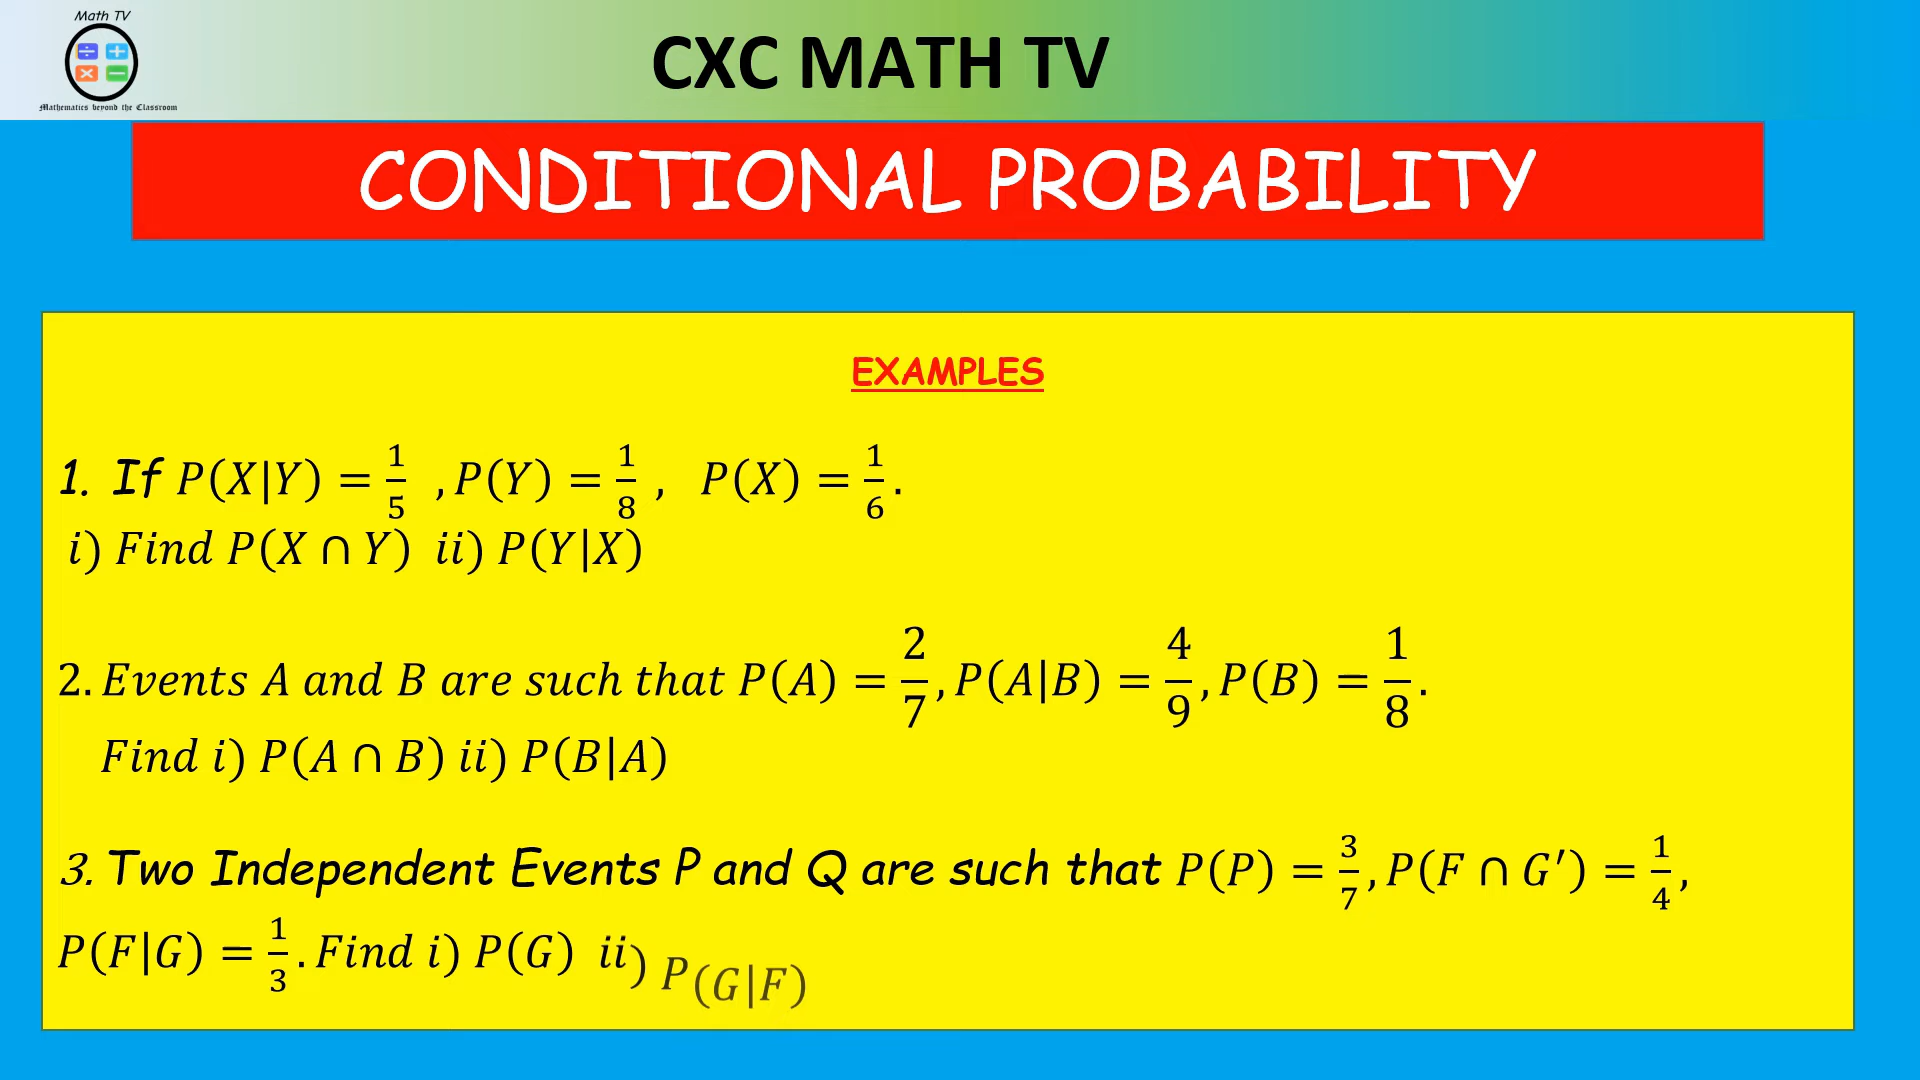 Math TV
Mathematics beyond the Classroom
CXC MATH TV
CONDITIONAL PROBABILITY
EXAMPLES
1. If P(X|Y) = 1/5 , P(Y) = 1/8 , P(X) = 1/6.
i) Find P(X ∩ Y) ii) P(Y|X)
2. Events A and B are such that P(A) = 2/7, P(A|B) = 4/9, P(B) = 1/8.
Find i) P(A ∩ B) ii) P(B|A)
3. Two Independent Events P and Q are such that P(P) = 3/7, P(F ∩ G′) = 1/4,
P(F|G) = 1/3. Find i) P(G) ii) P(G|F)